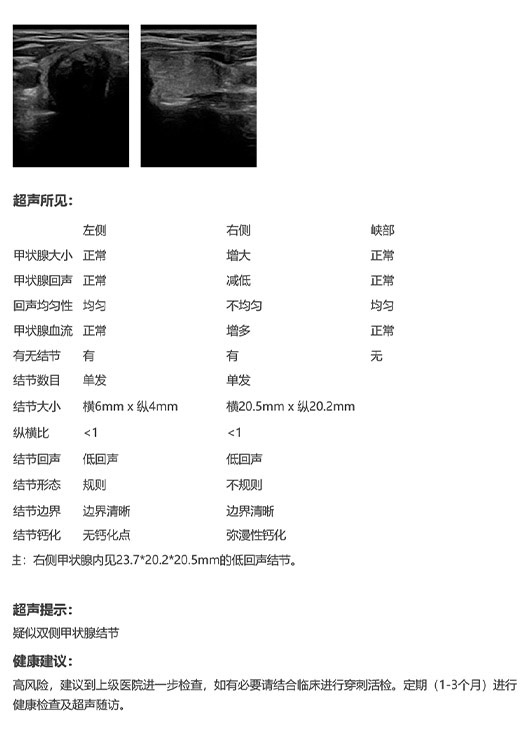 超声所见：
左侧 右侧 峡部
甲状腺大小 正常 增大 正常
甲状腺回声 正常 减低 正常
回声均匀性 均匀 不均匀 均匀
甲状腺血流 正常 增多 正常
有无结节 有 有 无
结节数目 单发 单发
结节大小 横6mm x 纵4mm 横20.5mm x 纵20.2mm
纵横比 <1 <1
结节回声 低回声 低回声
结节形态 规则 不规则
结节边界 边界清晰 边界清晰
结节钙化 无钙化点 弥漫性钙化
主：右侧甲状腺内见23.7*20.2*20.5mm的低回声结节。
超声提示：
疑似双侧甲状腺结节
健康建议：
高风险，建议到上级医院进一步检查，如有必要请结合临床进行穿刺活检。定期（1-3个月）进行
健康检查及超声随访。